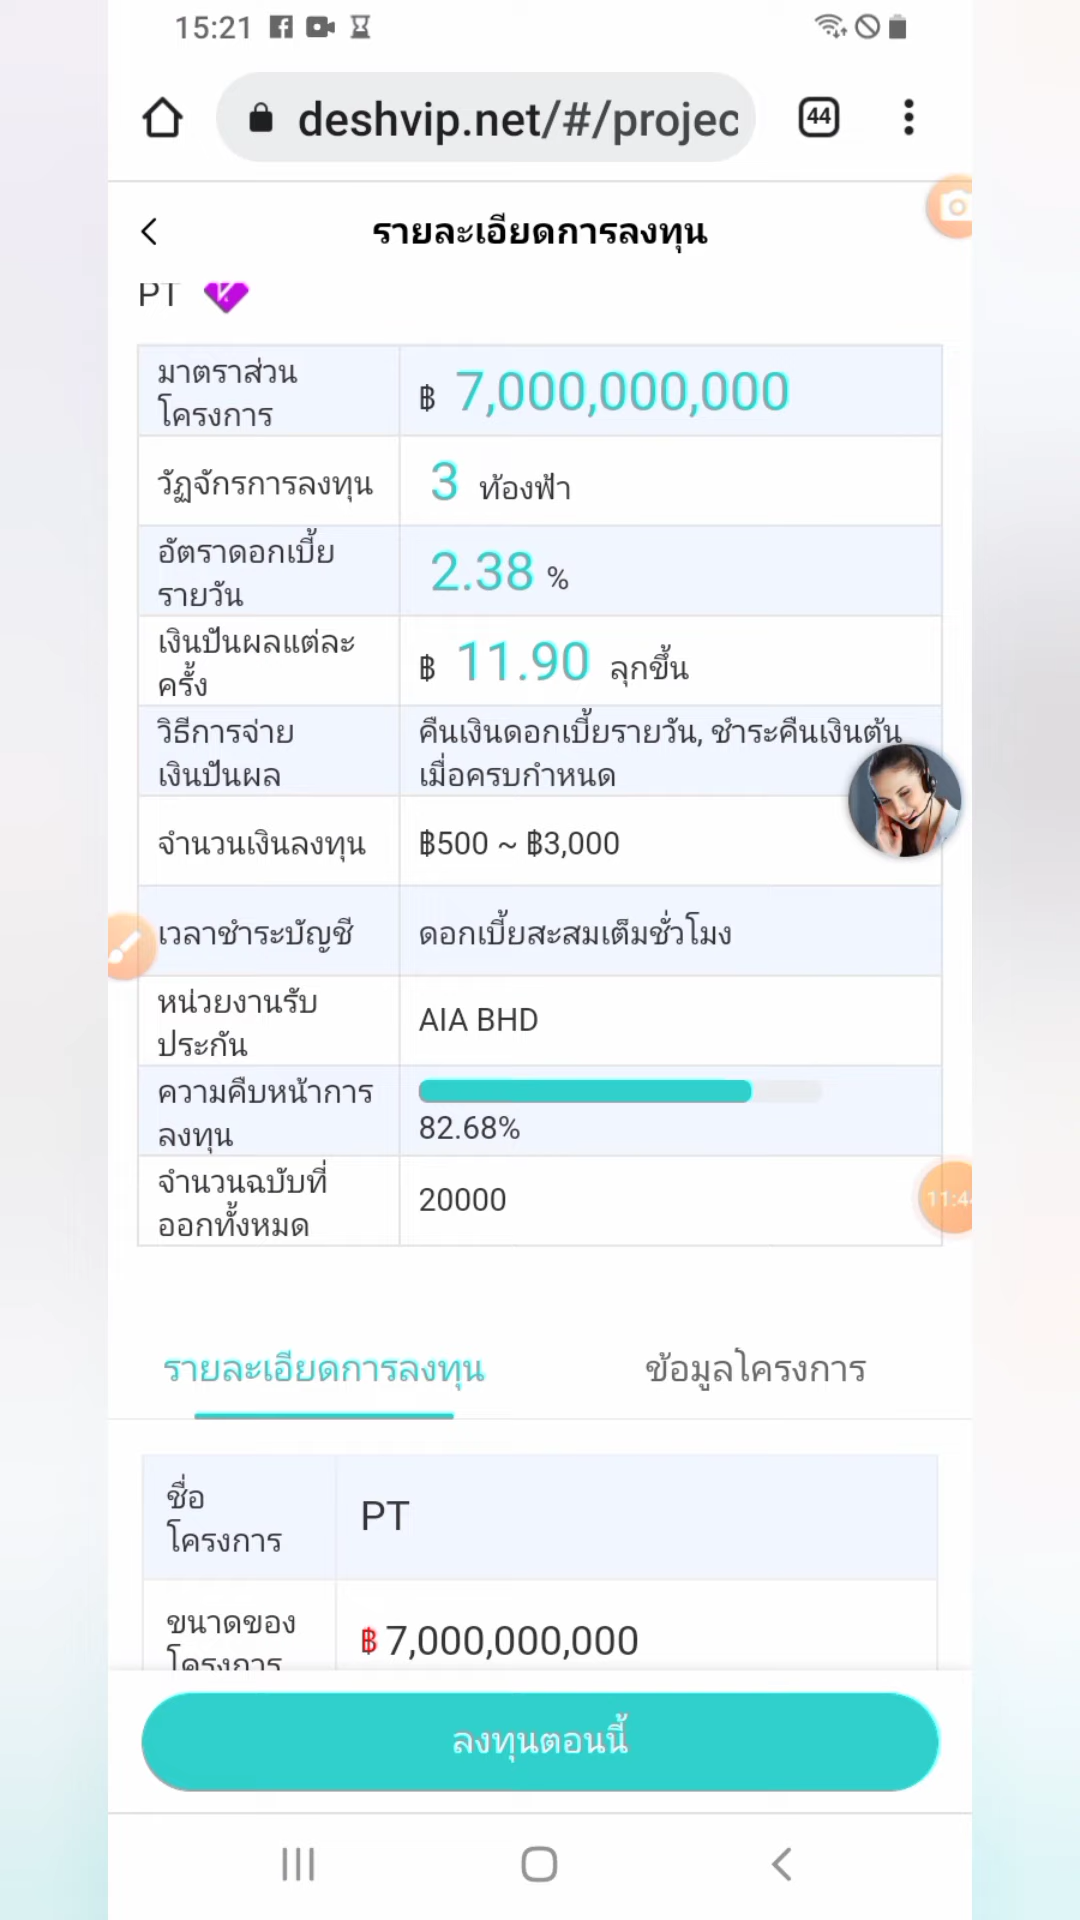 15:21
deshvip.net/#/projec
44
รายละเอียดการลงทุน
PT
มาตราส่วน
โครงการ
฿ 7,000,000,000
วัฏจักรการลงทุน
3 ท้องฟ้า
อัตราดอกเบี้ย
รายวัน
2.38 %
เงินปันผลแต่ละ
ครั้ง
฿ 11.90 ลุกขึ้น
วิธีการจ่าย
เงินปันผล
คืนเงินดอกเบี้ยรายวัน, ชำระคืนเงินต้น
เมื่อครบกำหนด
จำนวนเงินลงทุน
฿500 ~ ฿3,000
เวลาชำระบัญชี
ดอกเบี้ยสะสมเต็มชั่วโมง
หน่วยงานรับ
ประกัน
AIA BHD
ความคืบหน้าการ
ลงทุน
82.68%
จำนวนฉบับที่
ออกทั้งหมด
20000
11:4
รายละเอียดการลงทุน
ข้อมูลโครงการ
ชื่อ
โครงการ
PT
ขนาดของ
โครงการ
฿ 7,000,000,000
ลงทุนตอนนี้